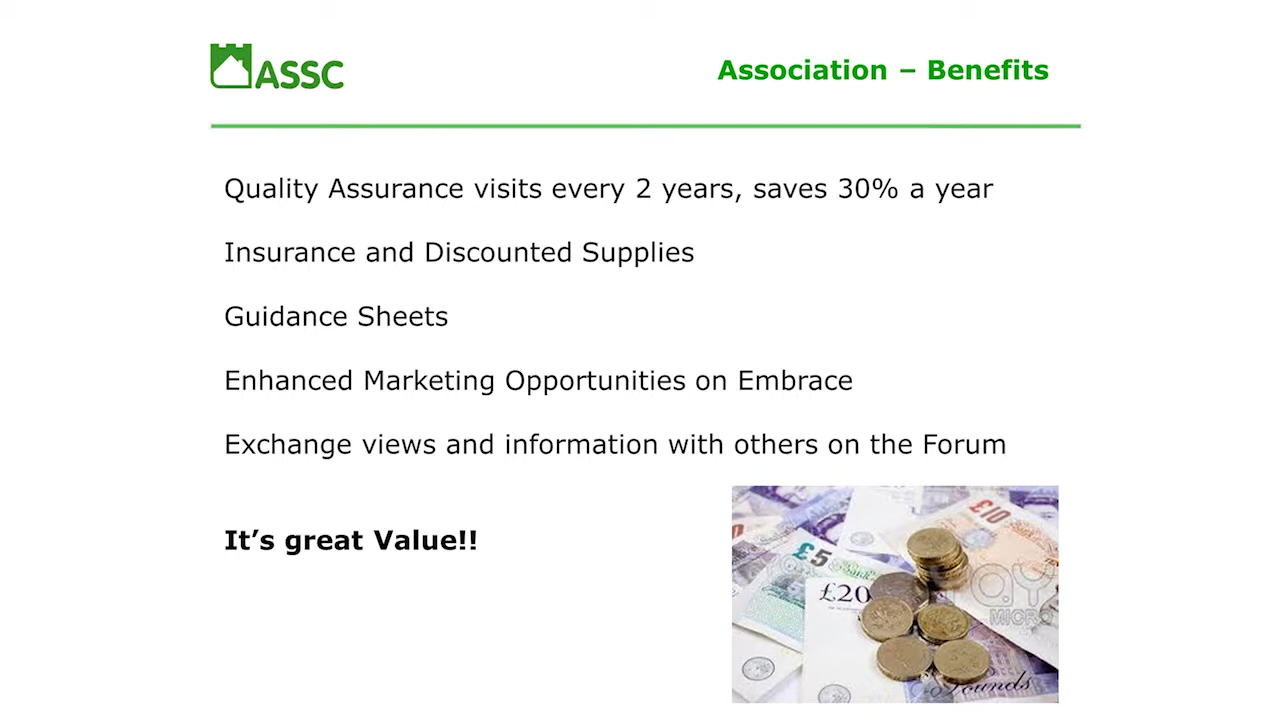 ASSC
Association – Benefits
Quality Assurance visits every 2 years, saves 30% a year
Insurance and Discounted Supplies
Guidance Sheets
Enhanced Marketing Opportunities on Embrace
Exchange views and information with others on the Forum
It’s great Value!!
£10
£5
£20
MICRO
Pounds